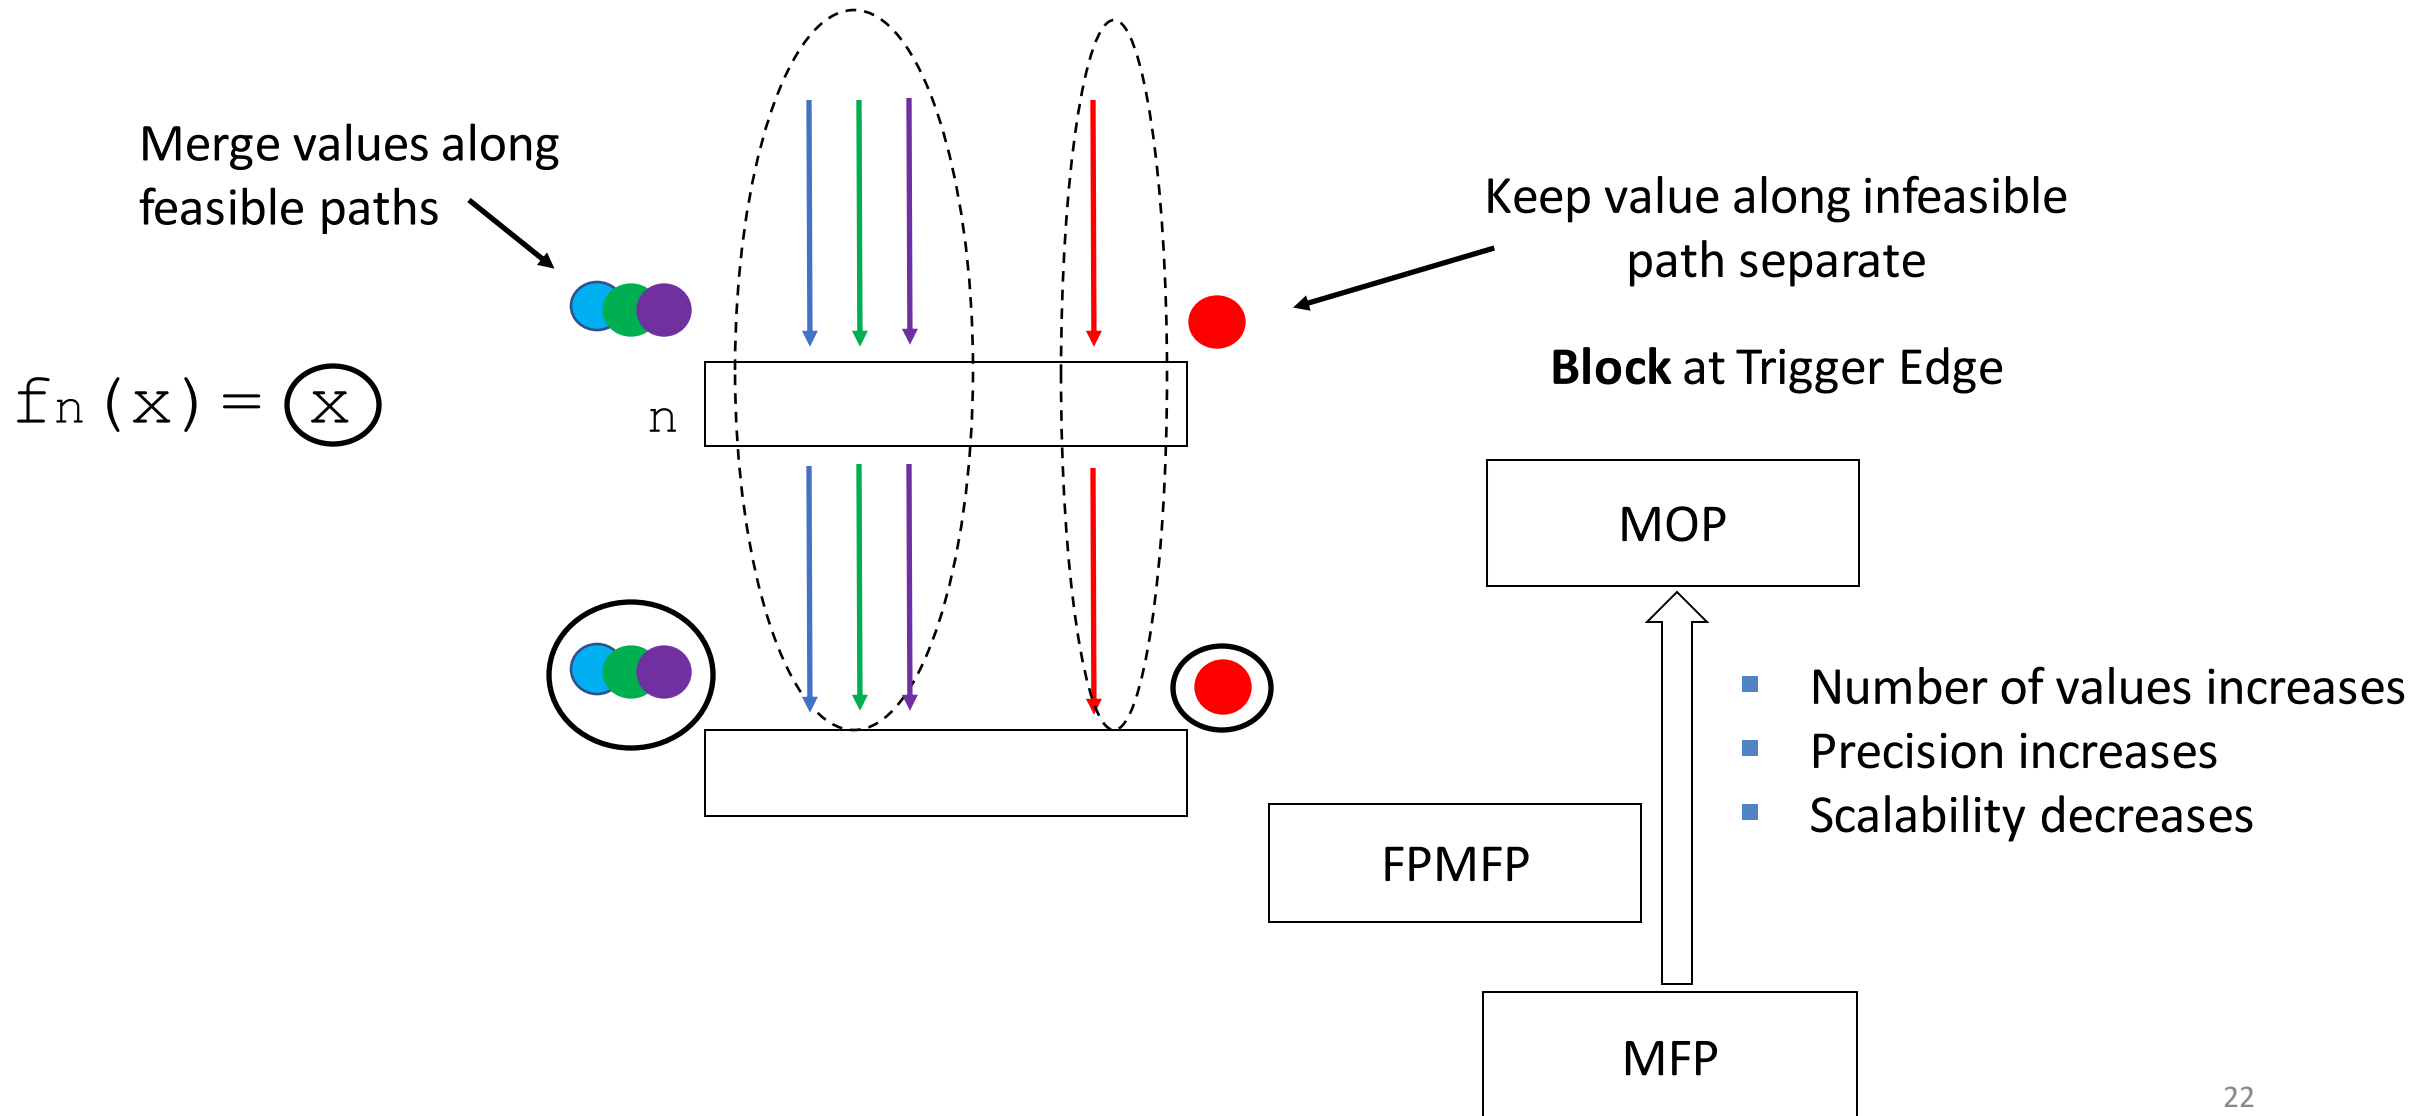 Merge values along
feasible paths
Keep value along infeasible
path separate
Block at Trigger Edge
fn(x)= x
n
MOP
Number of values increases
Precision increases
Scalability decreases
FPMFP
MFP
22